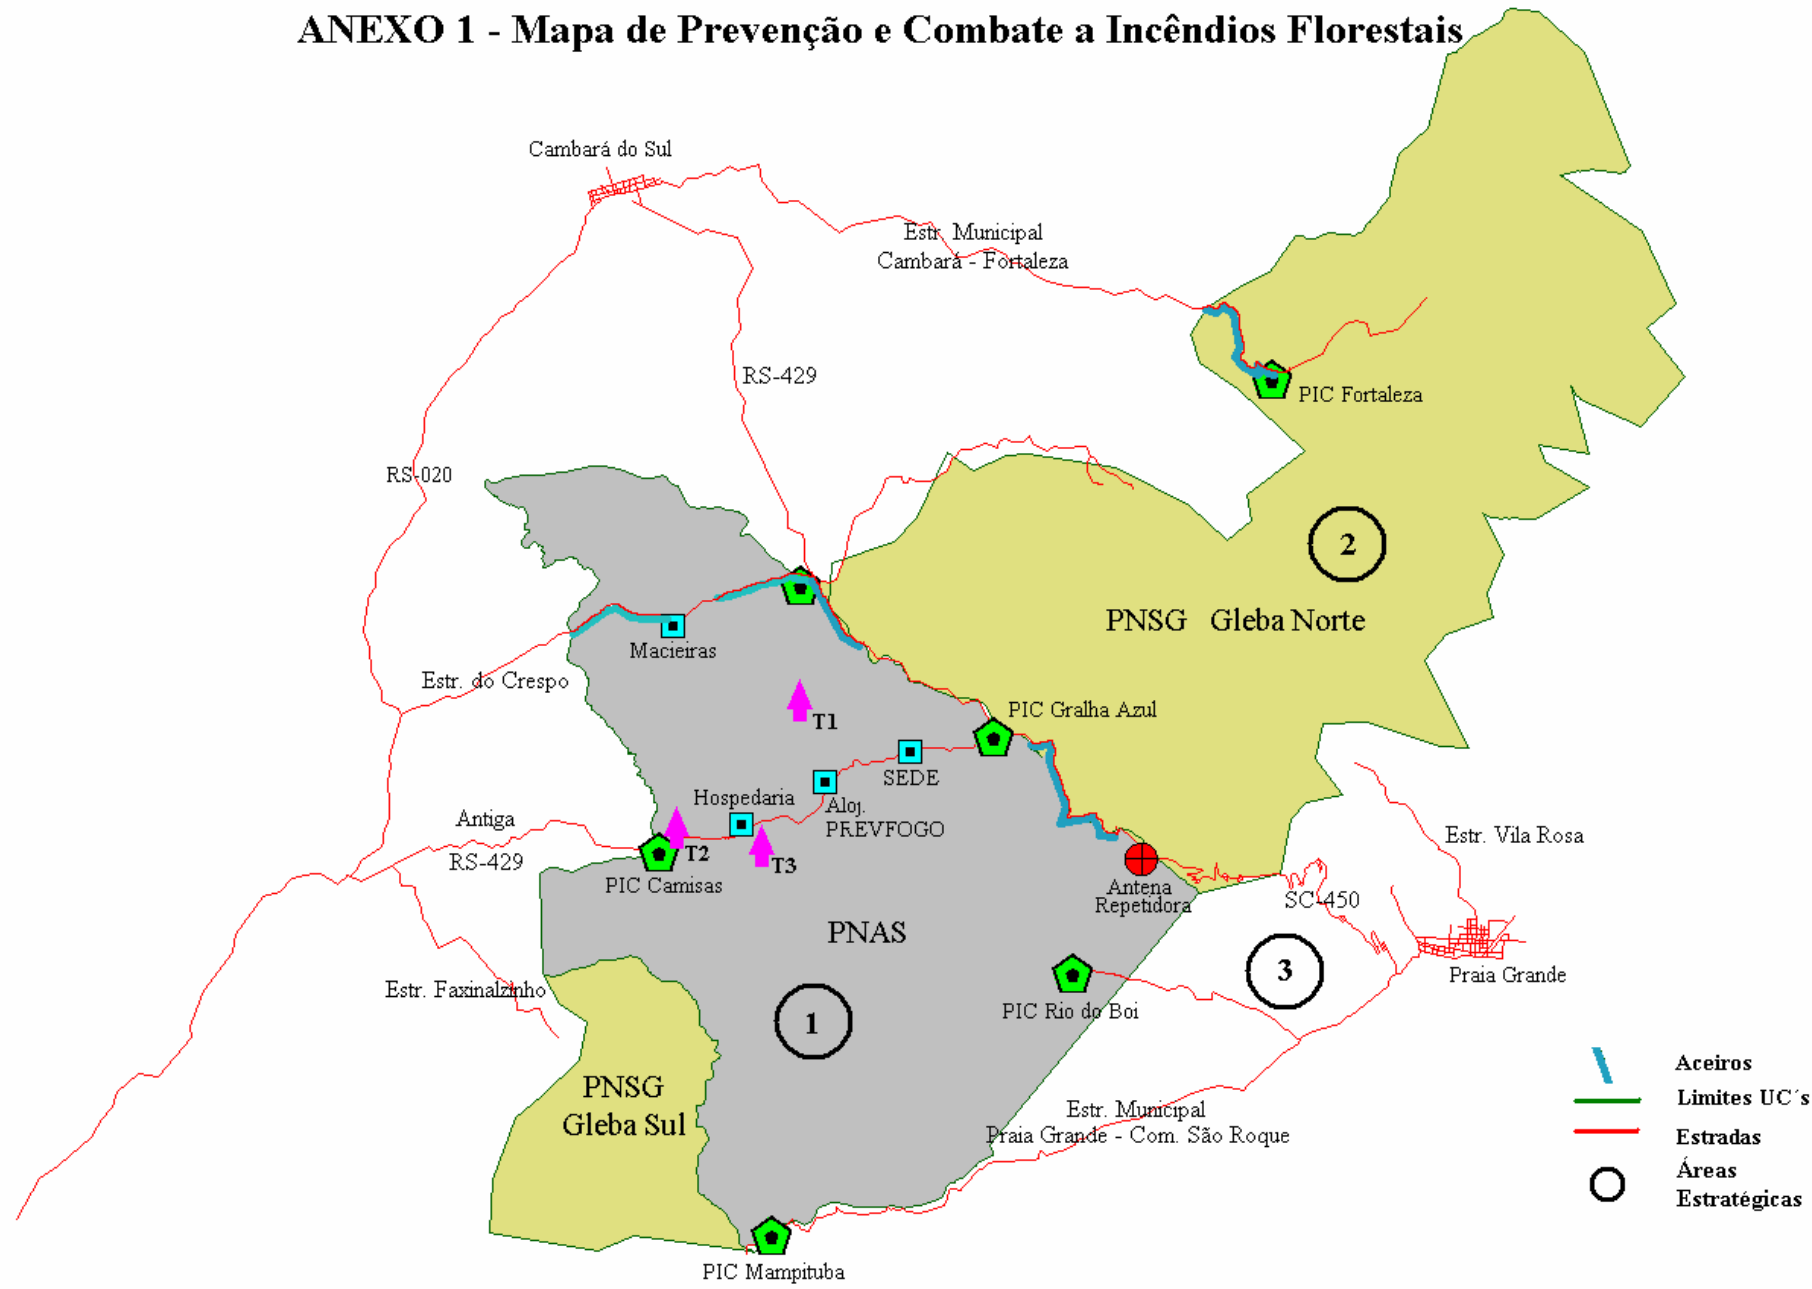 ANEXO 1 - Mapa de Prevenção e Combate a Incêndios Florestais
Cambará do Sul
Estr. Municipal
Cambará - Fortaleza
RS-429
PIC Fortaleza
RS-020
2
PNSG Gleba Norte
Macieiras
Estr. do Crespo
T1
PIC Gralha Azul
SEDE
Hospedaria
Aloj.
PREVFOGO
Antiga
RS-429
T2
T3
PIC Camisas
Estr. Vila Rosa
Antena
Repetidora
SC-450
PNAS
3
Praia Grande
Estr. Faxinalzinho
PIC Rio do Boi
1
PNSG
Gleba Sul
Estr. Municipal
Praia Grande - Com. São Roque
PIC Mampituba
Aceiros
Limites UC´s
Estradas
Áreas
Estratégicas